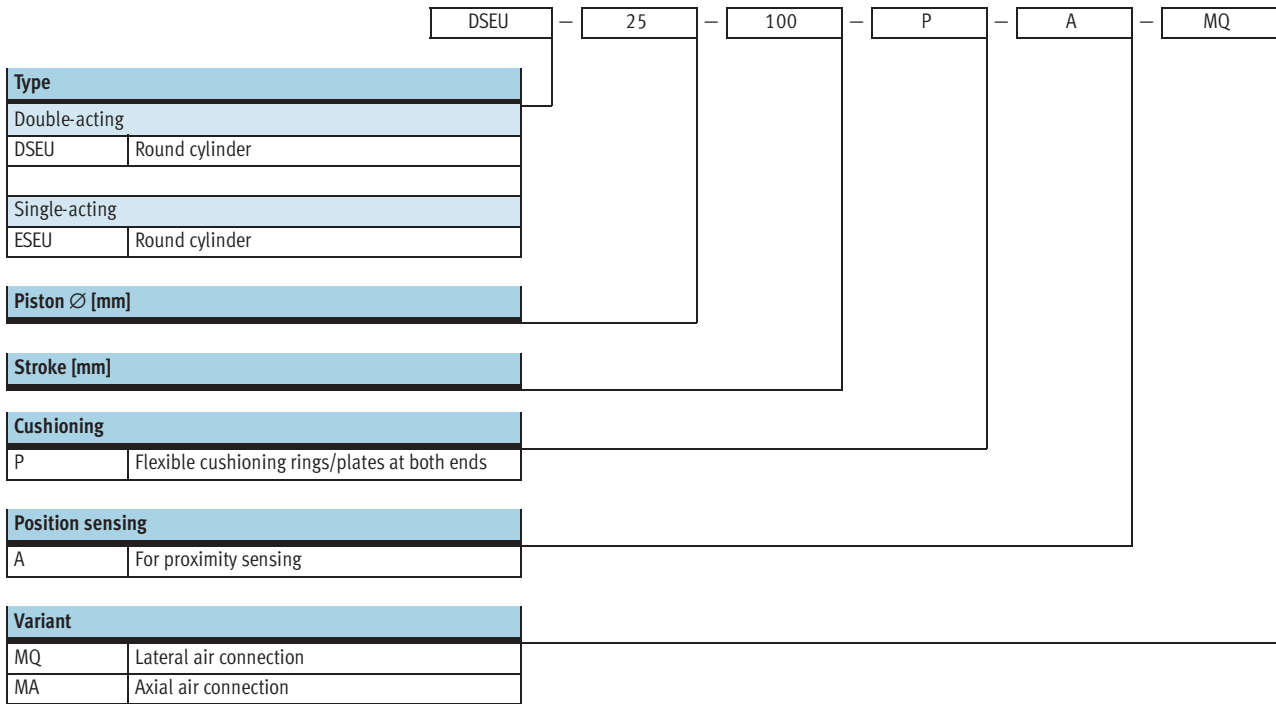 DSEU – 25 – 100 – P – A – MQ
Type
Double-acting
DSEU Round cylinder
Single-acting
ESEU Round cylinder
Piston ∅ [mm]
Stroke [mm]
Cushioning
P Flexible cushioning rings/plates at both ends
Position sensing
A For proximity sensing
Variant
MQ Lateral air connection
MA Axial air connection